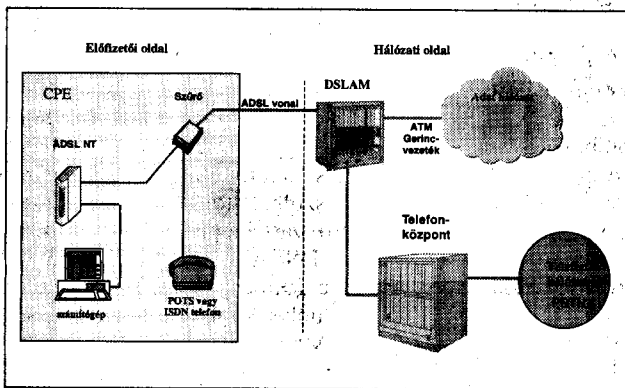 Előfizetői oldal
Hálózati oldal
CPE
Szűrő
ADSL vonal
DSLAM
ATM
Gerinc-
vezeték
ADSL NT
Telefon-
központ
számítógép
POTS vagy
ISDN telefon